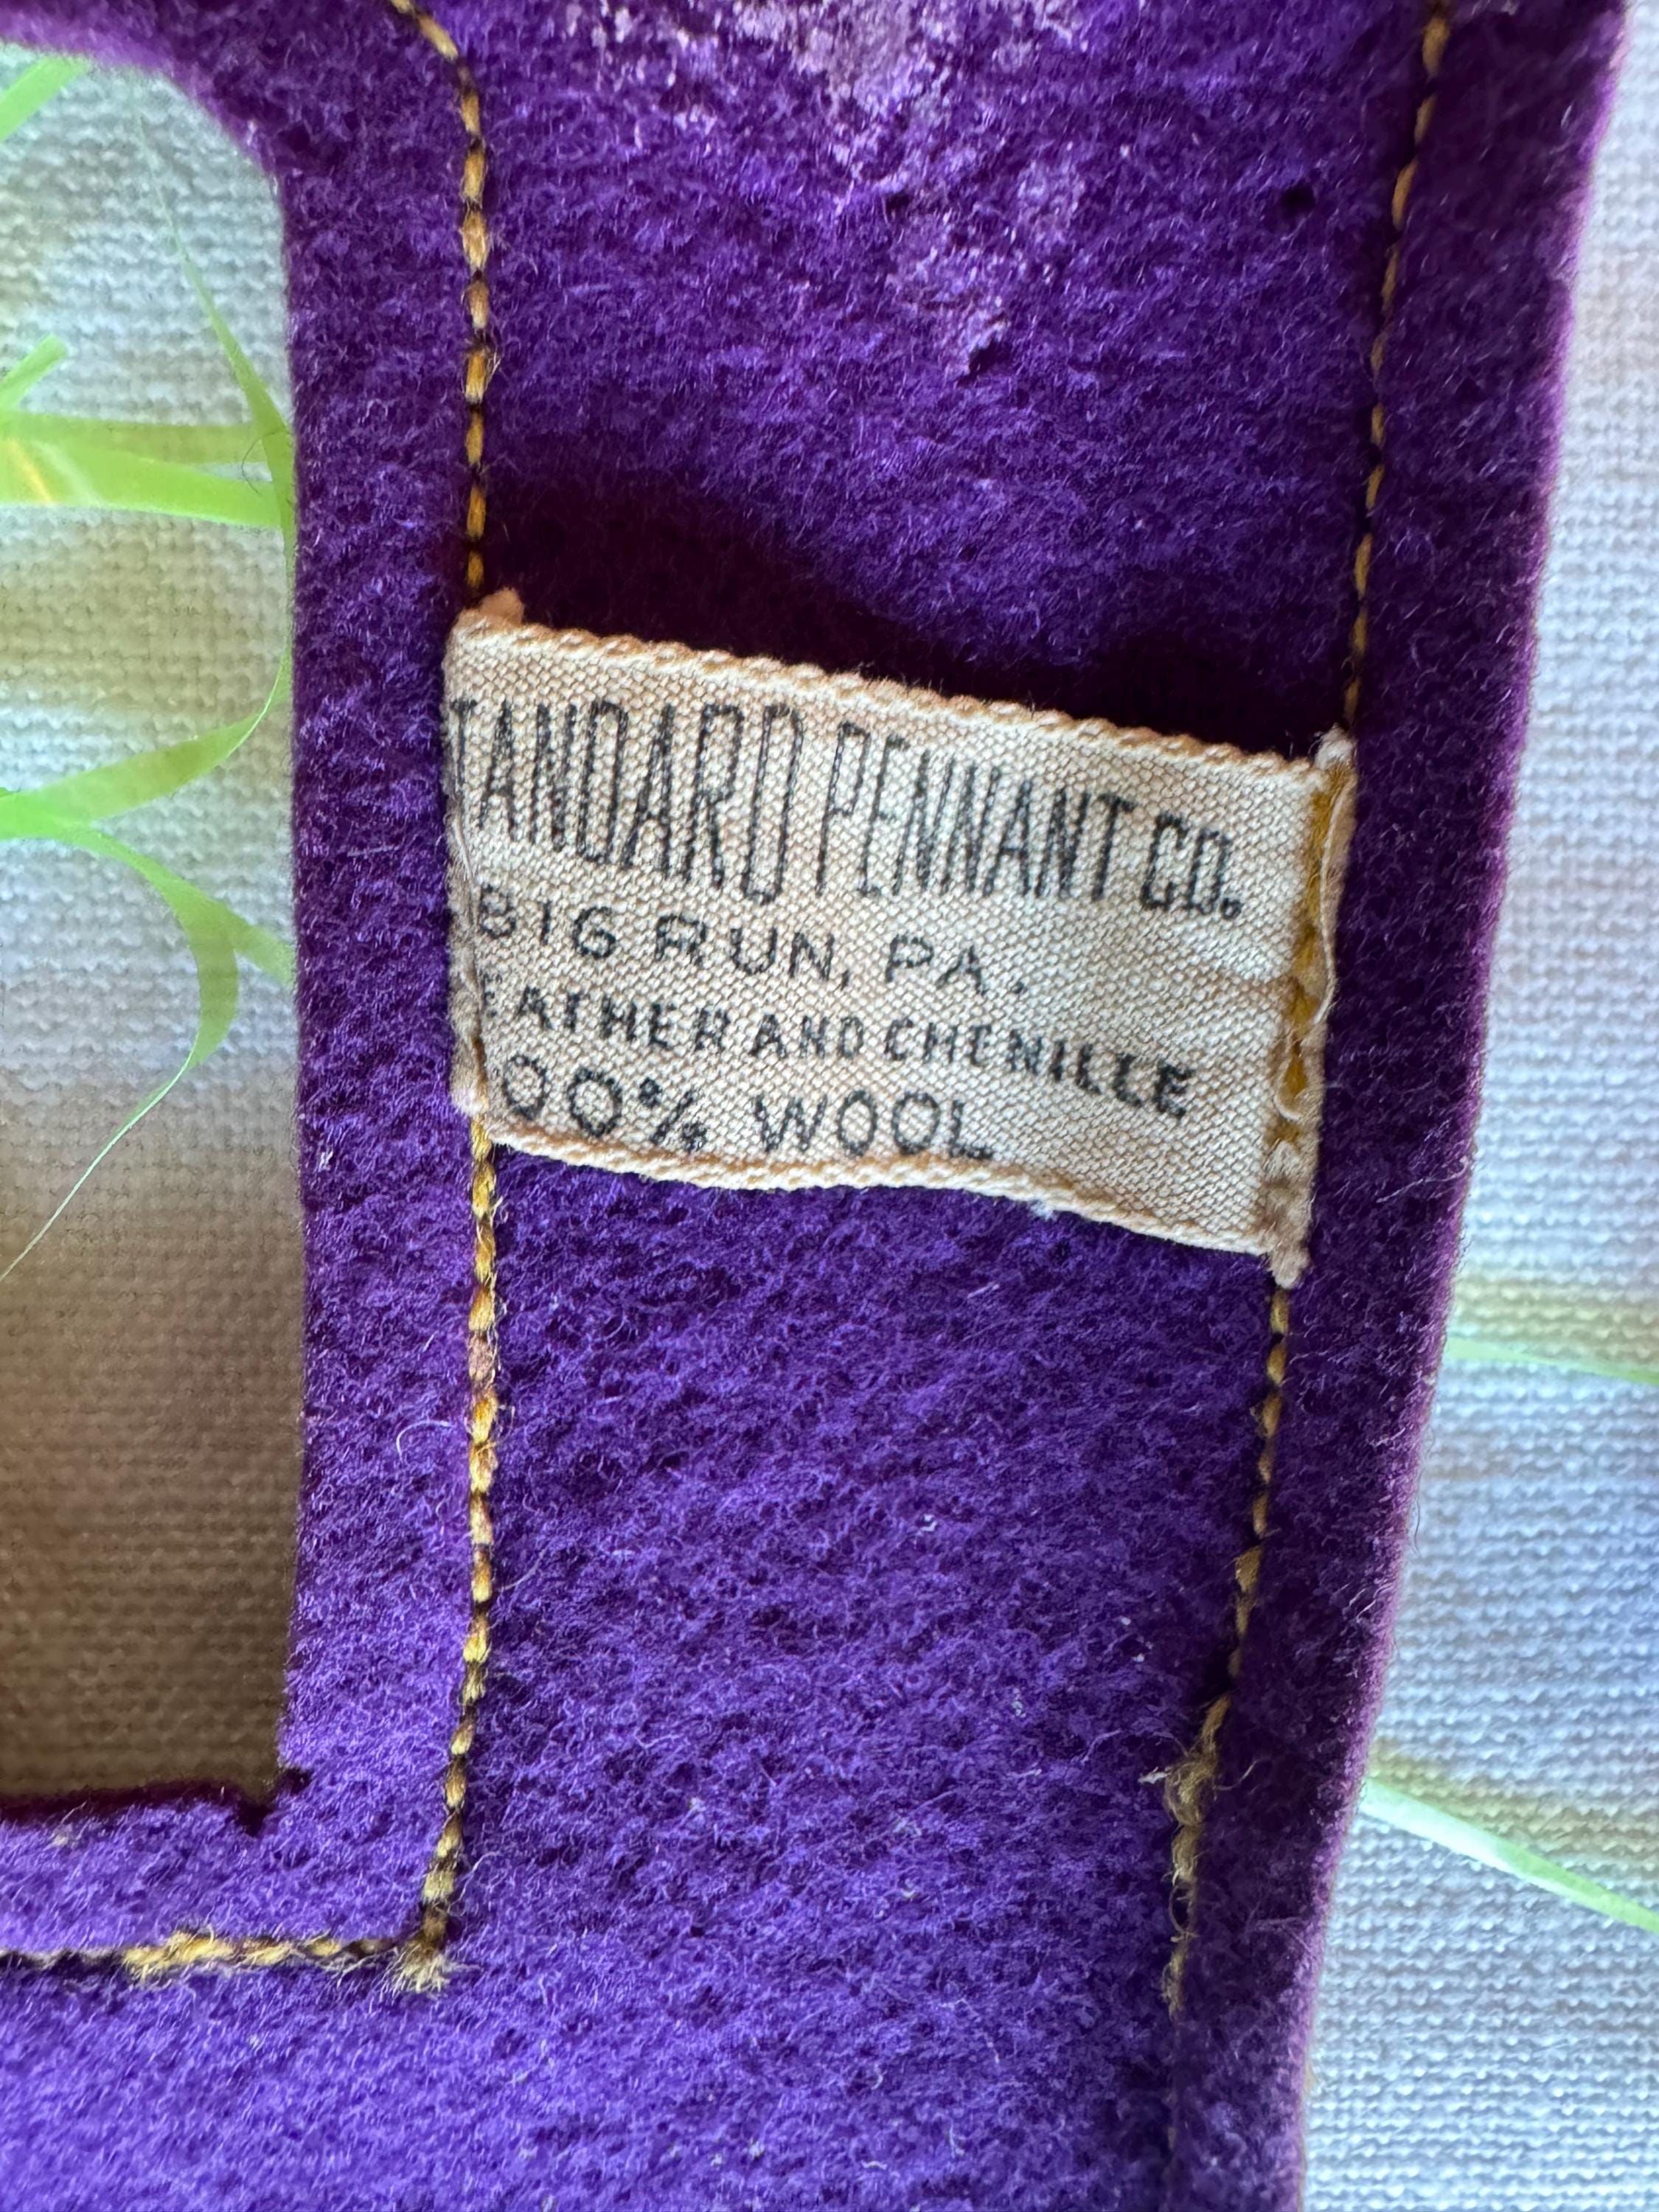 TANDARD PENNANT CO.
BIG RUN, PA.
EATHER AND CHENILLE
00% WOOL